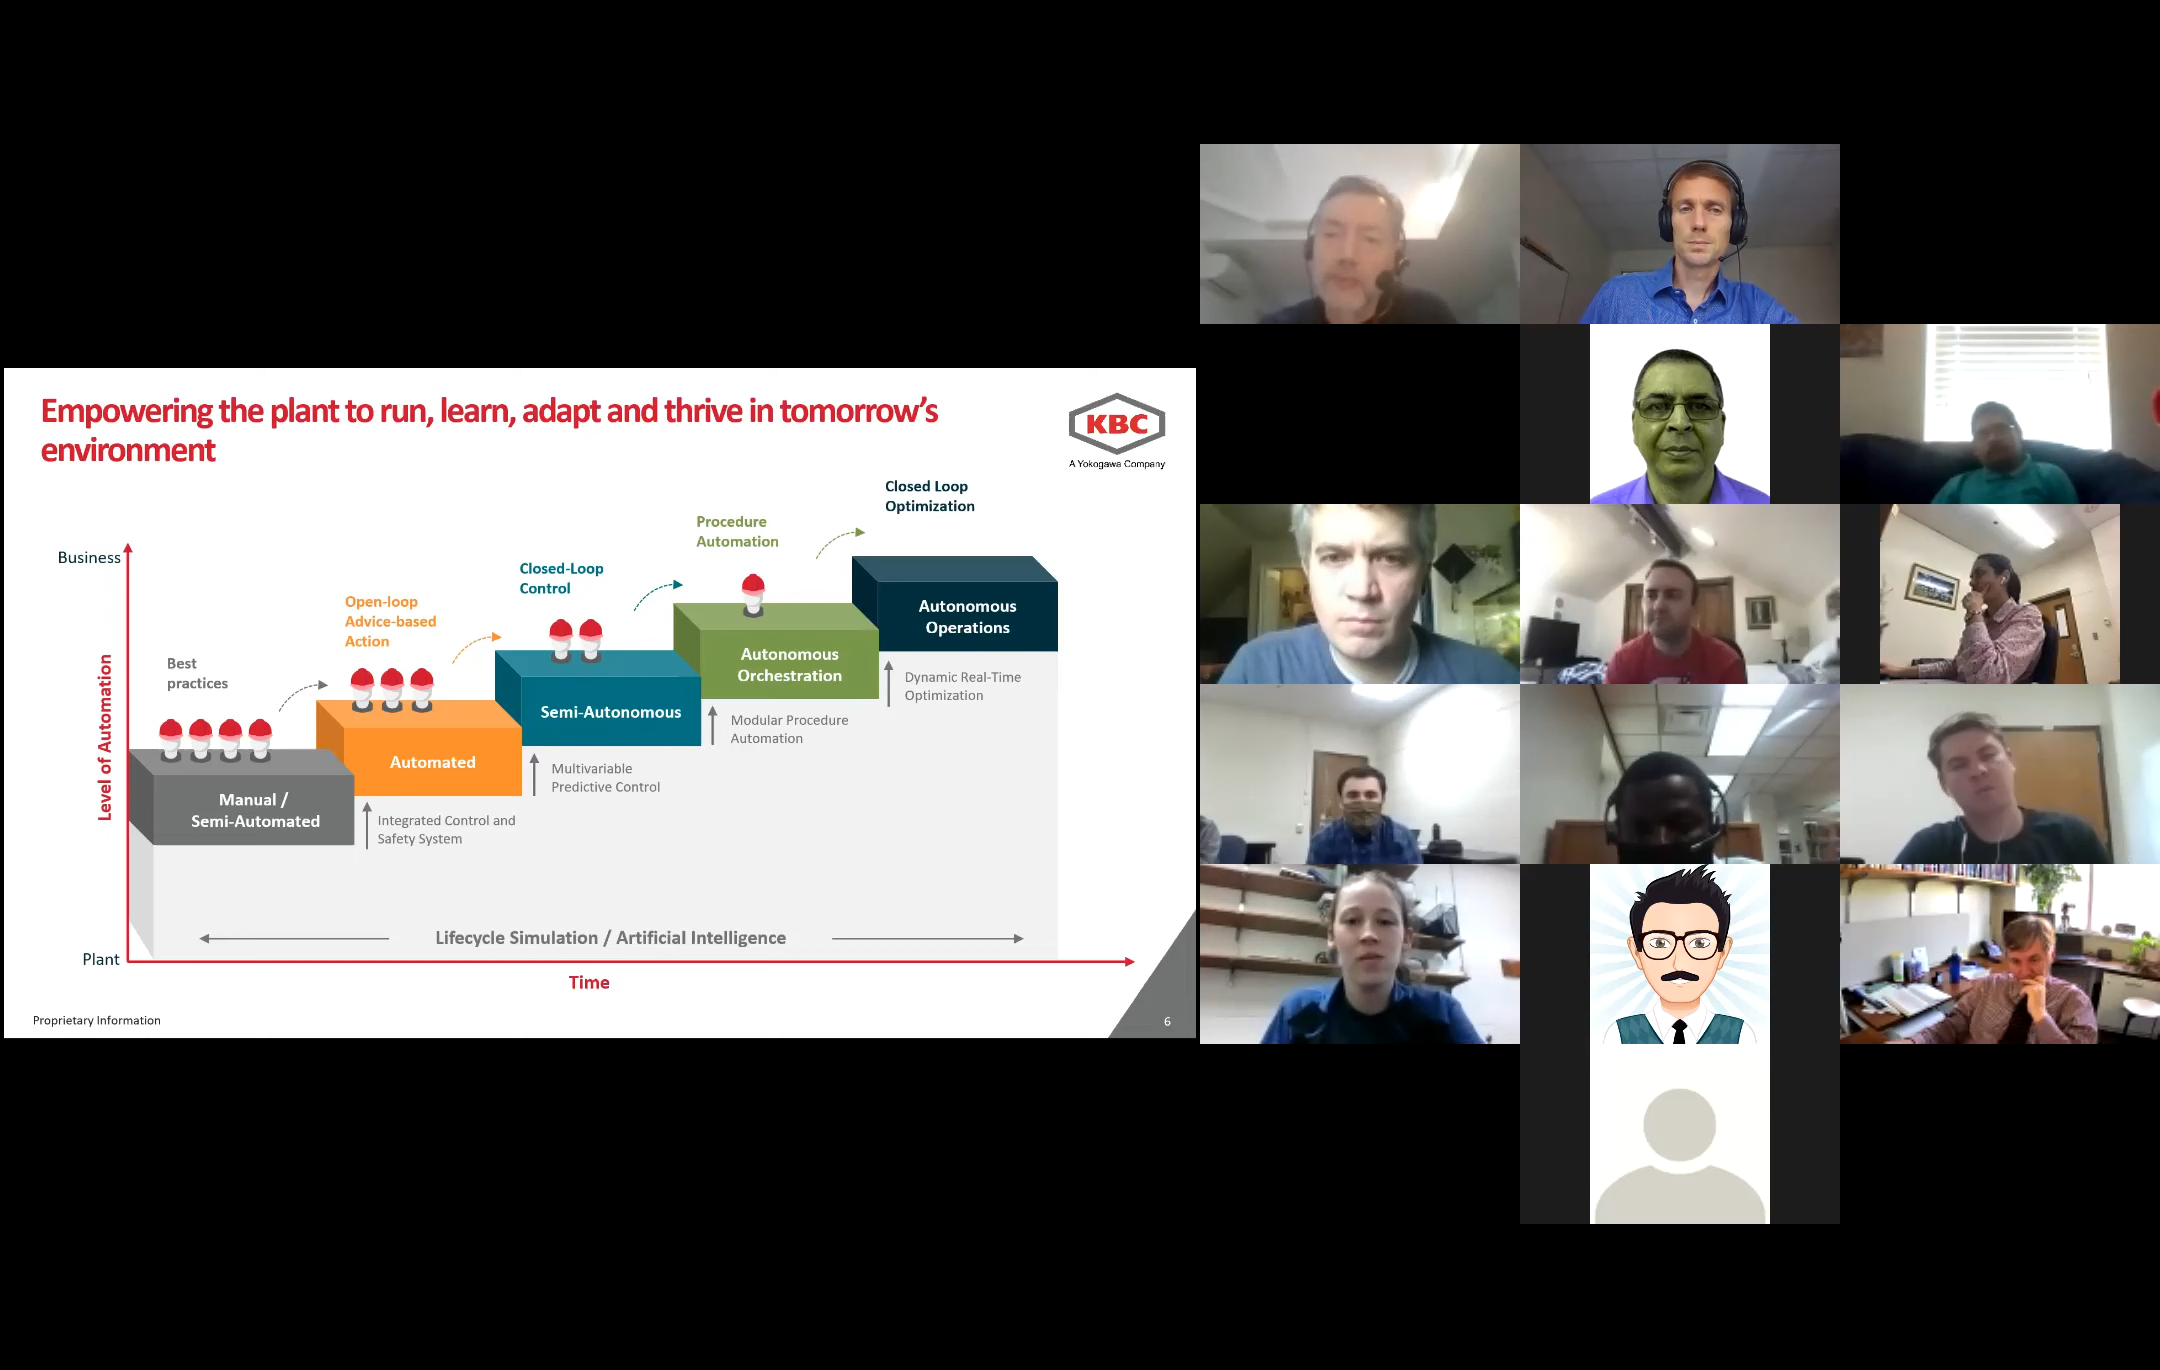 Empowering the plant to run, learn, adapt and thrive in tomorrow’s
environment
KBC
A Yokogawa Company
Closed Loop
Optimization
Procedure
Automation
Business
Closed-Loop
Control
Open-loop
Advice-based
Action
Autonomous
Operations
Best
practices
Autonomous
Orchestration
Dynamic Real-Time
Optimization
Semi-Autonomous
Modular Procedure
Automation
Level of Automation
Automated
Multivariable
Predictive Control
Manual /
Semi-Automated
Integrated Control and
Safety System
Lifecycle Simulation / Artificial Intelligence
Plant
Time
Proprietary Information
6